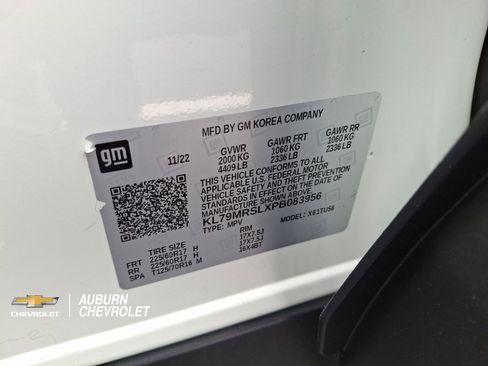 gm
MFD BY GM KOREA COMPANY
11/22
GVWR GAWR FRT GAWR RR
2000 KG 1060 KG 1060 KG
4409 LB 2336 LB 2336 LB
THIS VEHICLE CONFORMS TO ALL APPLICABLE U.S. FEDERAL MOTOR
VEHICLE SAFETY AND THEFT PREVENTION
STANDARDS IN EFFECT ON THE DATE OF
MANUFACTURE SHOWN ABOVE.
KL79MRSLXPB083956
TYPE: MPV MODEL: X61TUS6
TIRE SIZE RIM
FRT 225/60R17 H 17X7.5J
RR 225/60R17 H 17X7.5J
SPA T125/70R16 M 16X4BT
CHEVROLET
AUBURN
CHEVROLET